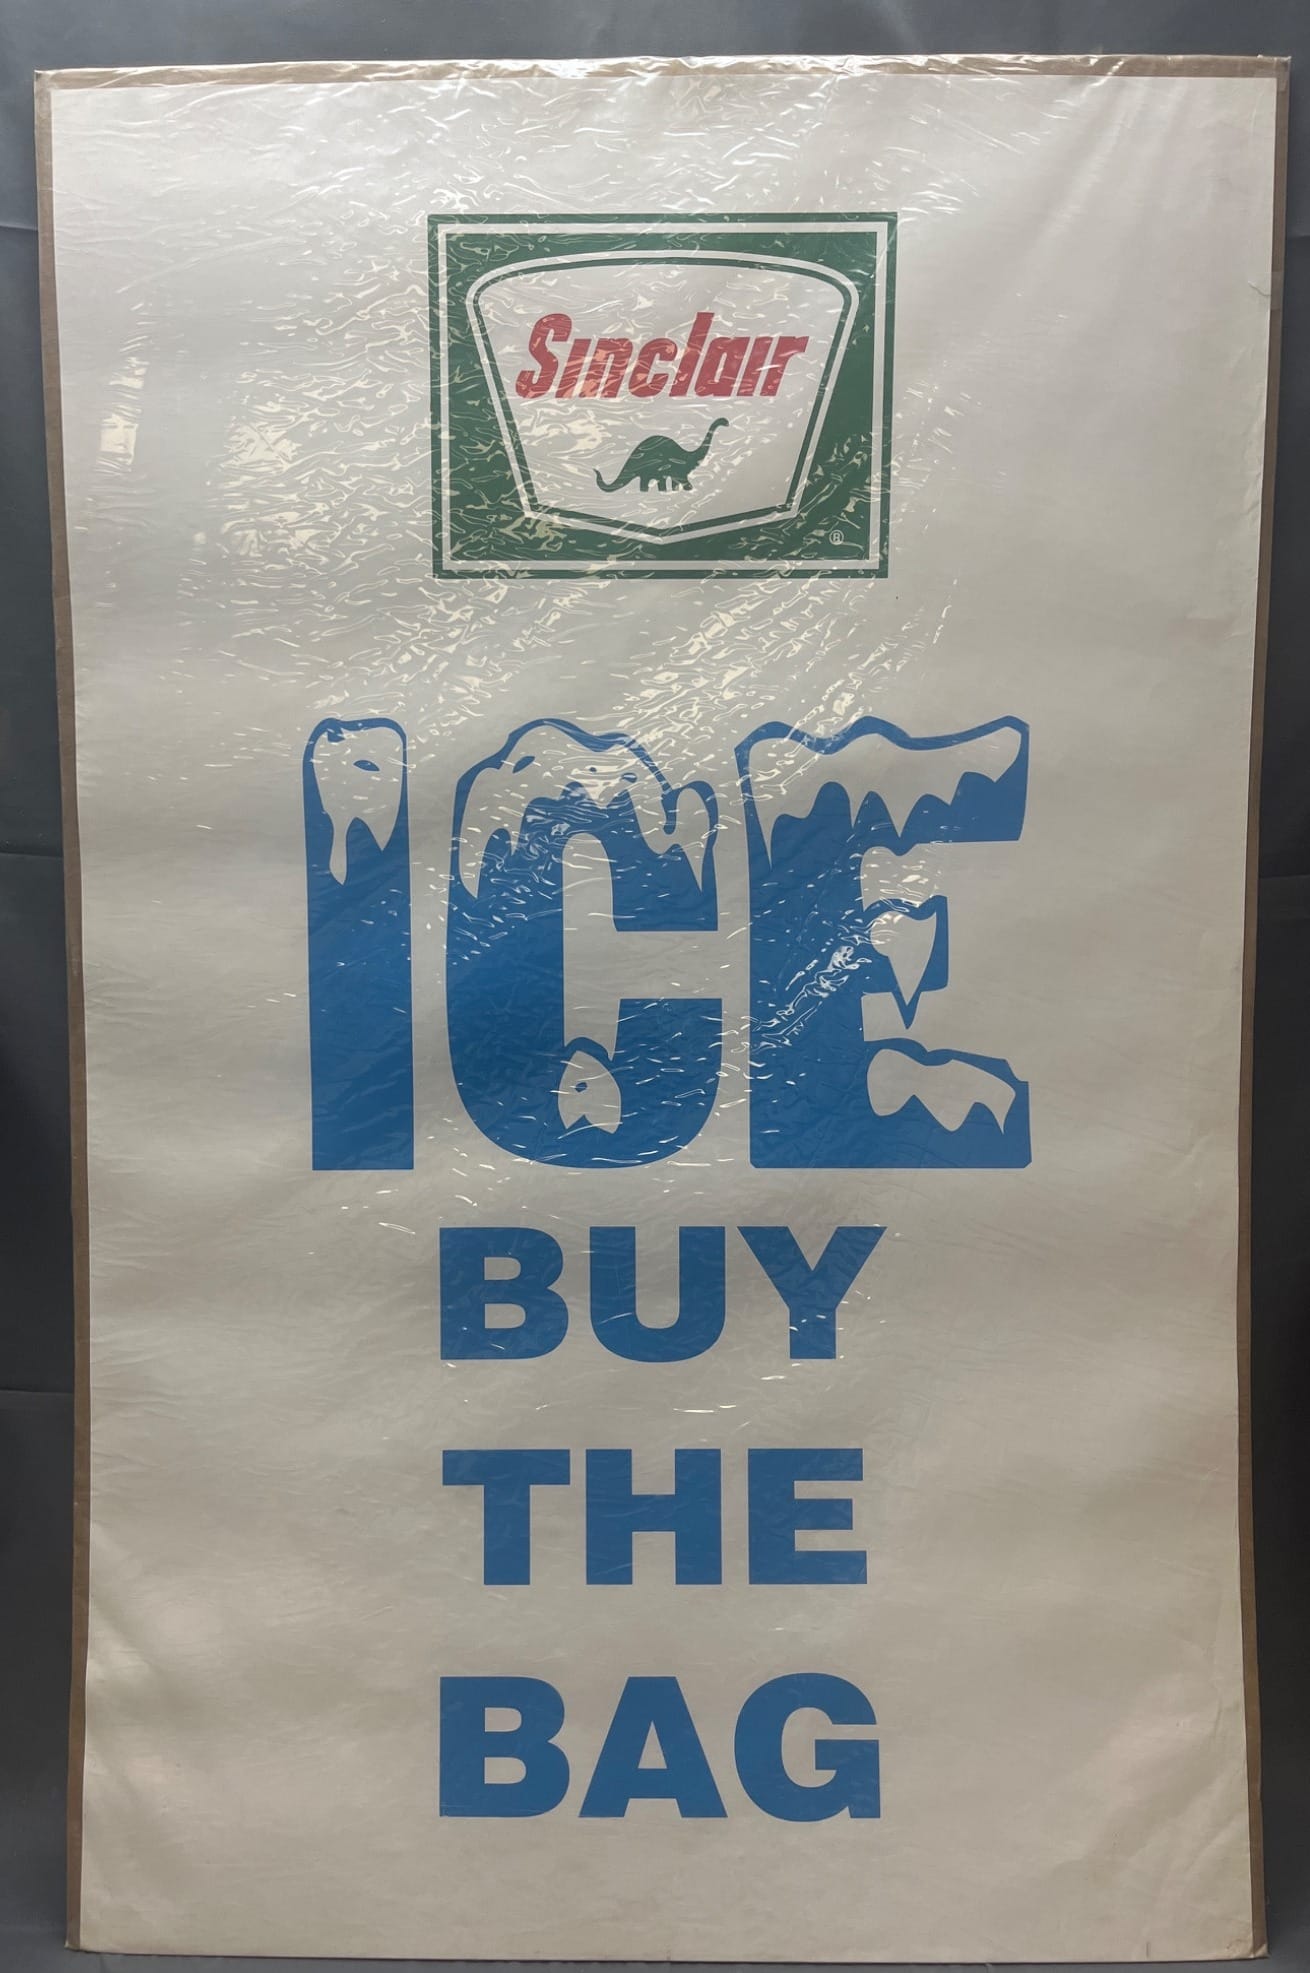 Sinclair
®
ICE
BUY
THE
BAG